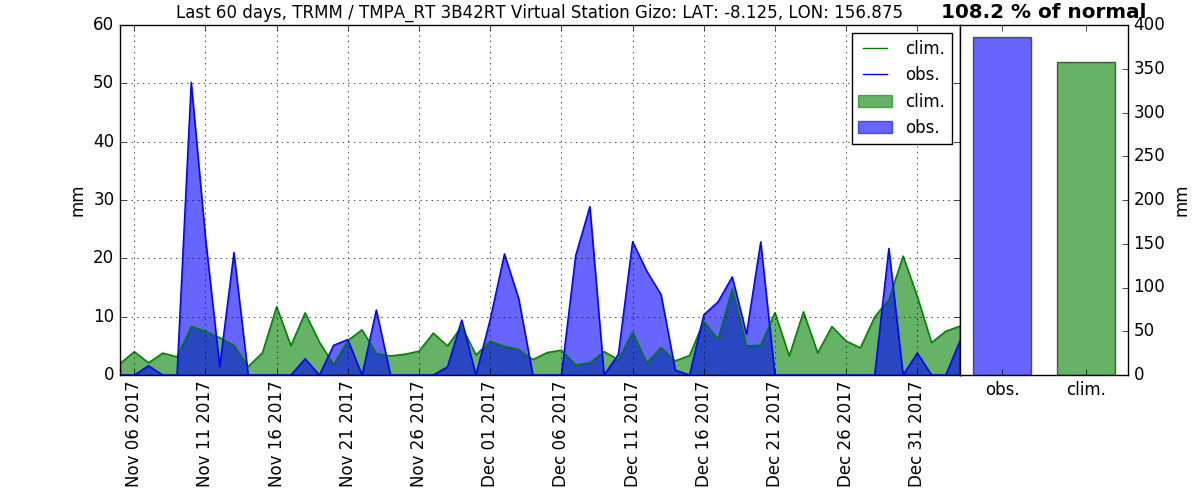 Last 60 days, TRMM / TMPA_RT 3B42RT Virtual Station Gizo: LAT: -8.125, LON: 156.875
108.2 % of normal
60
50
40
30
20
10
0
mm
clim.
obs.
clim.
obs.
Nov 06 2017
Nov 11 2017
Nov 16 2017
Nov 21 2017
Nov 26 2017
Dec 01 2017
Dec 06 2017
Dec 11 2017
Dec 16 2017
Dec 21 2017
Dec 26 2017
Dec 31 2017
400
350
300
250
200
150
100
50
0
mm
obs.
clim.